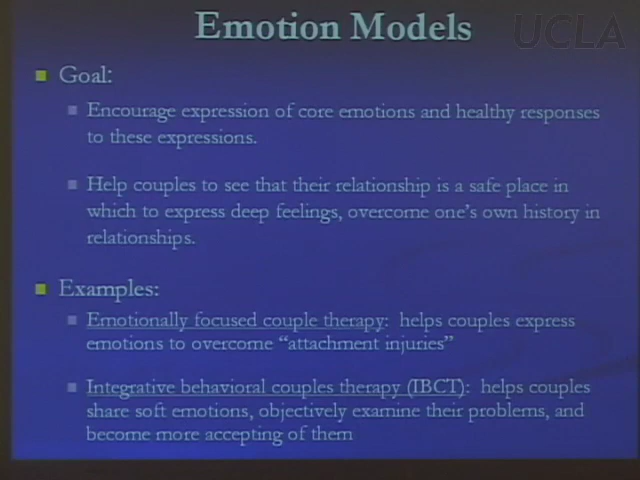 Emotion Models
UCLA
Goal:
Encourage expression of core emotions and healthy responses
to these expressions.
Help couples to see that their relationship is a safe place in
which to express deep feelings, overcome one's own history in
relationships.
Examples:
Emotionally focused couple therapy: helps couples express
emotions to overcome “attachment injuries”
Integrative behavioral couples therapy (IBCT): helps couples
share soft emotions, objectively examine their problems, and
become more accepting of them